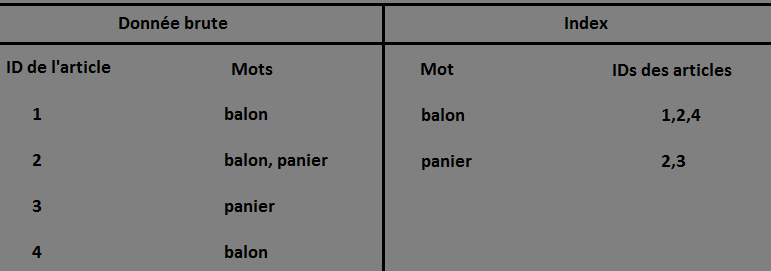 Donnée brute Index
ID de l'article Mots Mot IDs des articles
1 balon balon 1,2,4
2 balon, panier panier 2,3
3 panier
4 balon